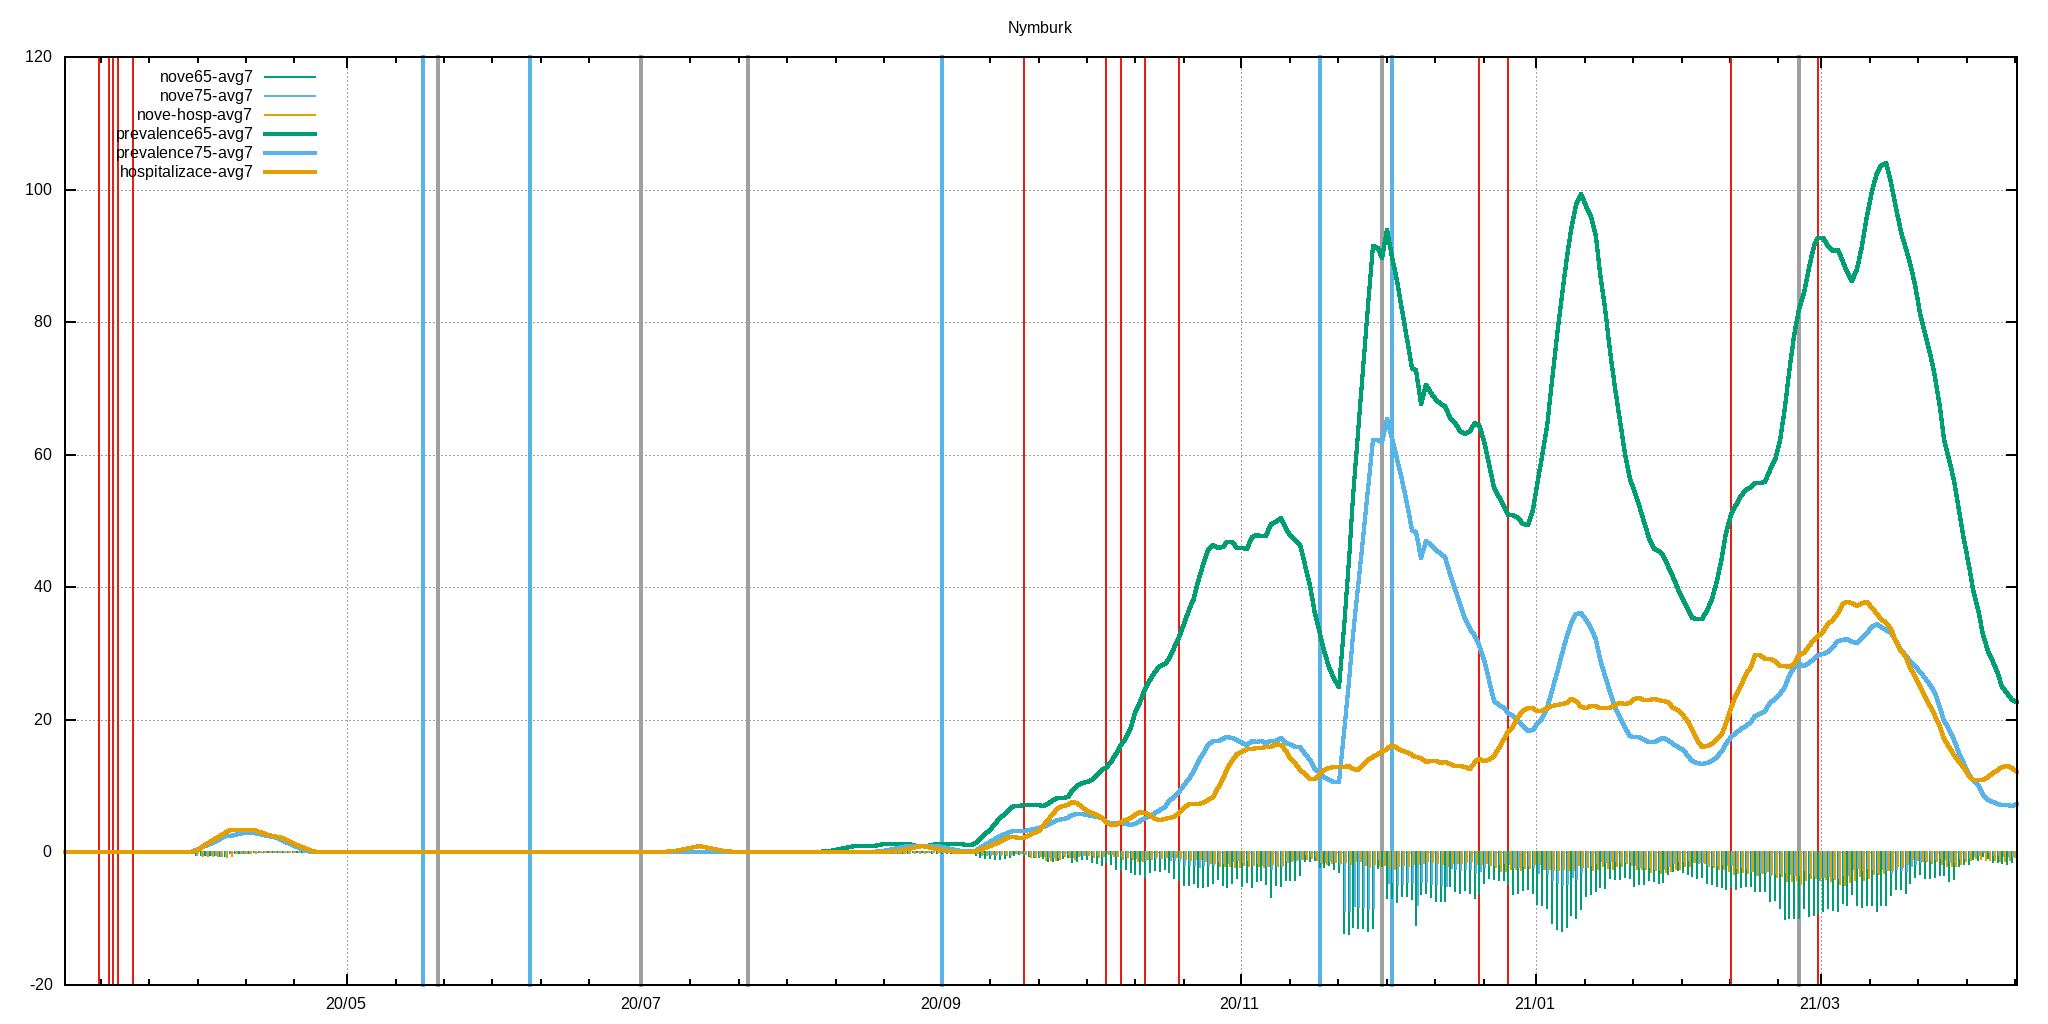 Nymburk
120
100
80
60
40
20
0
-20
nove65-avg7
nove75-avg7
nove-hosp-avg7
prevalence65-avg7
prevalence75-avg7
hospitalizace-avg7
20/05
20/07
20/09
20/11
21/01
21/03